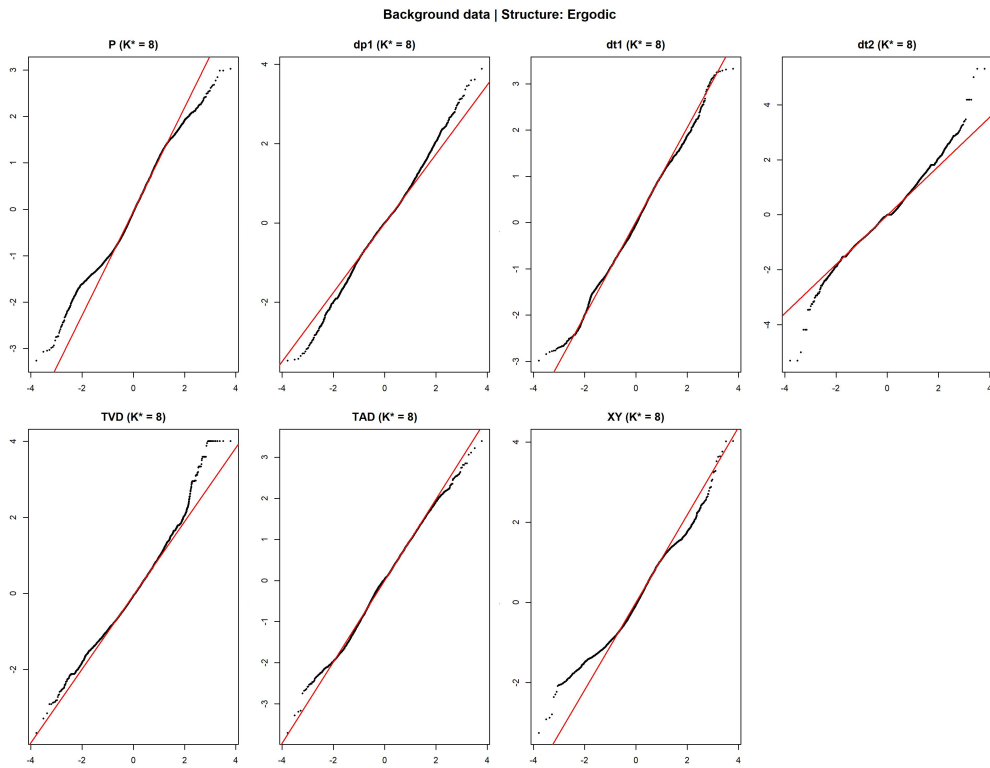 Background data | Structure: Ergodic
P (K* = 8)
dp1 (K* = 8)
dt1 (K* = 8)
dt2 (K* = 8)
3
2
1
0
-1
-2
-3
-4 -2 0 2 4
4
2
0
-2
-4 -2 0 2 4
3
2
1
0
-1
-2
-3
-4 -2 0 2 4
4
2
0
-2
-4
-4 -2 0 2 4
TVD (K* = 8)
TAD (K* = 8)
XY (K* = 8)
4
2
0
-2
-4 -2 0 2 4
3
2
1
0
-1
-2
-3
-4 -2 0 2 4
4
2
0
-2
-4 -2 0 2 4